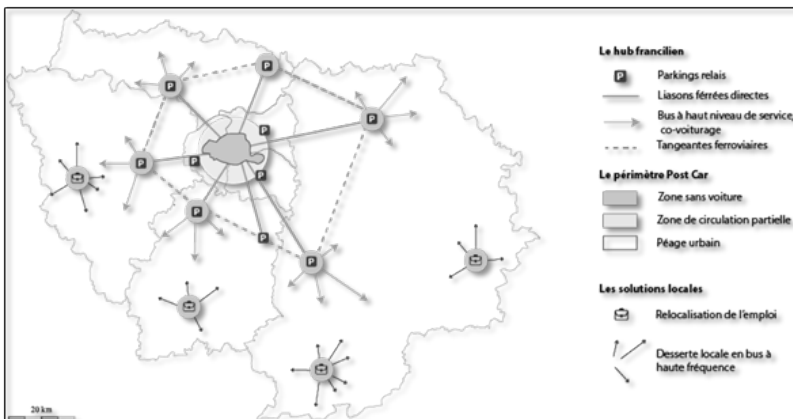 Le hub francilien
P Parkings relais
Liasons férrées directes
Bus à haut niveau de service,
co-voiturage
Tangeantes ferroviaires
Le périmètre Post Car
Zone sans voiture
Zone de circulation partielle
Péage urbain
Les solutions locales
Relocalisation de l'emploi
Desserte locale en bus à
haute fréquence
P
P
P
P
P
P
P
P
P
P
20 km